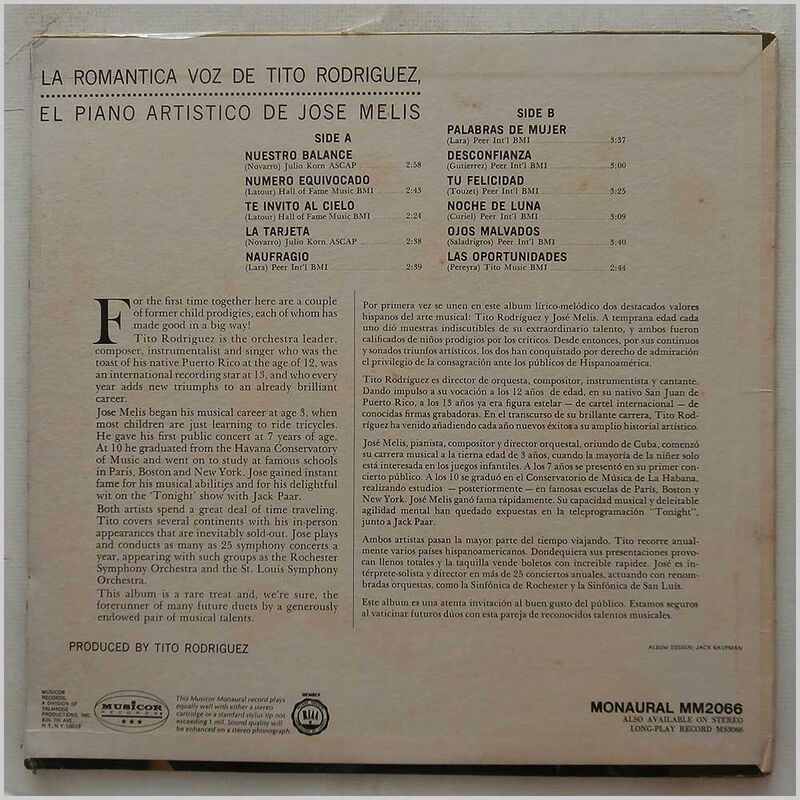 LA ROMANTICA VOZ DE TITO RODRIGUEZ,
EL PIANO ARTISTICO DE JOSE MELIS
SIDE A
NUESTRO BALANCE
(Novarro) Julio Korn ASCAP 2:58
NUMERO EQUIVOCADO
(Latour) Hall of Fame Music BMI 2:43
TE INVITO AL CIELO
(Latour) Hall of Fame Music BMI 2:24
LA TARJETA
(Novarro) Julio Korn ASCAP 2:38
NAUFRAGIO
(Lara) Peer Int'l BMI 2:39
SIDE B
PALABRAS DE MUJER
(Lara) Peer Int'l BMI 3:37
DESCONFIANZA
(Gutierrez) Peer Int'l BMI 3:00
TU FELICIDAD
(Touzet) Peer Int'l BMI 3:25
NOCHE DE LUNA
(Curiel) Peer Int'l BMI 3:09
OJOS MALVADOS
(Saladrigros) Peer Int'l BMI 3:40
LAS OPORTUNIDADES
(Pereyra) Tito Music BMI 2:44
For the first time together here are a couple
of former child prodigies, each of whom has
made good in a big way!
Tito Rodriguez is the orchestra leader,
composer, instrumentalist and singer who was the
toast of his native Puerto Rico at the age of 12, was
an international recording star at 13, and who every
year adds new triumphs to an already brilliant
career.
Jose Melis began his musical career at age 3, when
most children are just learning to ride tricycles.
He gave his first public concert at 7 years of age.
At 10 he graduated from the Havana Conservatory
of Music and went on to study at famous schools
in Paris, Boston and New York. Jose gained instant
fame for his musical abilities and for his delightful
wit on the 'Tonight' show with Jack Paar.
Both artists spend a great deal of time traveling.
Tito covers several continents with his in-person
appearances that are inevitably sold-out. Jose plays
and conducts as many as 25 symphony concerts a
year, appearing with such groups as the Rochester
Symphony Orchestra and the St. Louis Symphony
Orchestra.
This album is a rare treat and, we're sure, the
forerunner of many future duets by a generously
endowed pair of musical talents.
Por primera vez se unen en este album lírico-melódico dos destacados valores
hispanos del arte musical: Tito Rodríguez y José Melis. A temprana edad cada
uno dió muestras indiscutibles de su extraordinario talento, y ambos fueron
calificados de niños prodigios por los críticos. Desde entonces, por sus continuos
y sonados triunfos artísticos, los dos han conquistado por derecho de admiración
el privilegio de la consagración ante los públicos de Hispanoamérica.
Tito Rodríguez es director de orquesta, compositor, instrumentista y cantante.
Dando impulso a su vocación a los 12 años de edad, en su nativo San Juan de
Puerto Rico, a los 13 años ya era figura estelar — de cartel internacional — de
conocidas firmas grabadoras. En el transcurso de su brillante carrera, Tito Rod-
ríguez ha venido añadiendo cada año nuevos éxitos a su amplio historial artístico.
José Melis, pianista, compositor y director orquestal, oriundo de Cuba, comenzó
su carrera musical a la tierna edad de 3 años, cuando la mayoría de la niñez solo
está interesada en los juegos infantiles. A los 7 años se presentó en su primer con-
cierto público. A los 10 se graduó en el Conservatorio de Música de La Habana,
realizando estudios — posteriormente — en famosas escuelas de París, Boston y
New York. José Melis ganó fama rápidamente. Su capacidad musical y deleitable
agilidad mental han quedado expuestas en la teleprogramación "Tonight",
junto a Jack Paar.
Ambos artistas pasan la mayor parte del tiempo viajando. Tito recorre anual-
mente varios países hispanoamericanos. Dondequiera sus presentaciones provo-
can llenos totales y la taquilla vende boletos con increible rapidez. José es in-
térprete-solista y director en más de 25 conciertos anuales, actuando con renom-
bradas orquestas, como la Sinfónica de Rochester y la Sinfónica de San Luis.
Este album es una atenta invitación al buen gusto del público. Estamos seguros
al vaticinar futuros dúos con esta pareja de reconocidos talentos musicales.
PRODUCED BY TITO RODRIGUEZ
ALBUM DESIGN: JACK KAUPMAN
MUSICOR
RECORDS,
A DIVISION OF
TALMADGE
PRODUCTIONS, INC.
826 7th AVE.
N.Y., N.Y. 10019
MUSICOR
RECORDS
This Musicor Monaural record plays
equally well with either a stereo
cartridge or a standard stylus tip not
exceeding 1 mil. Sound quality will
be enhanced on a stereo phonograph.
MEMBER
RIAA
MONAURAL MM2066
ALSO AVAILABLE ON STEREO
LONG-PLAY RECORD MS3066